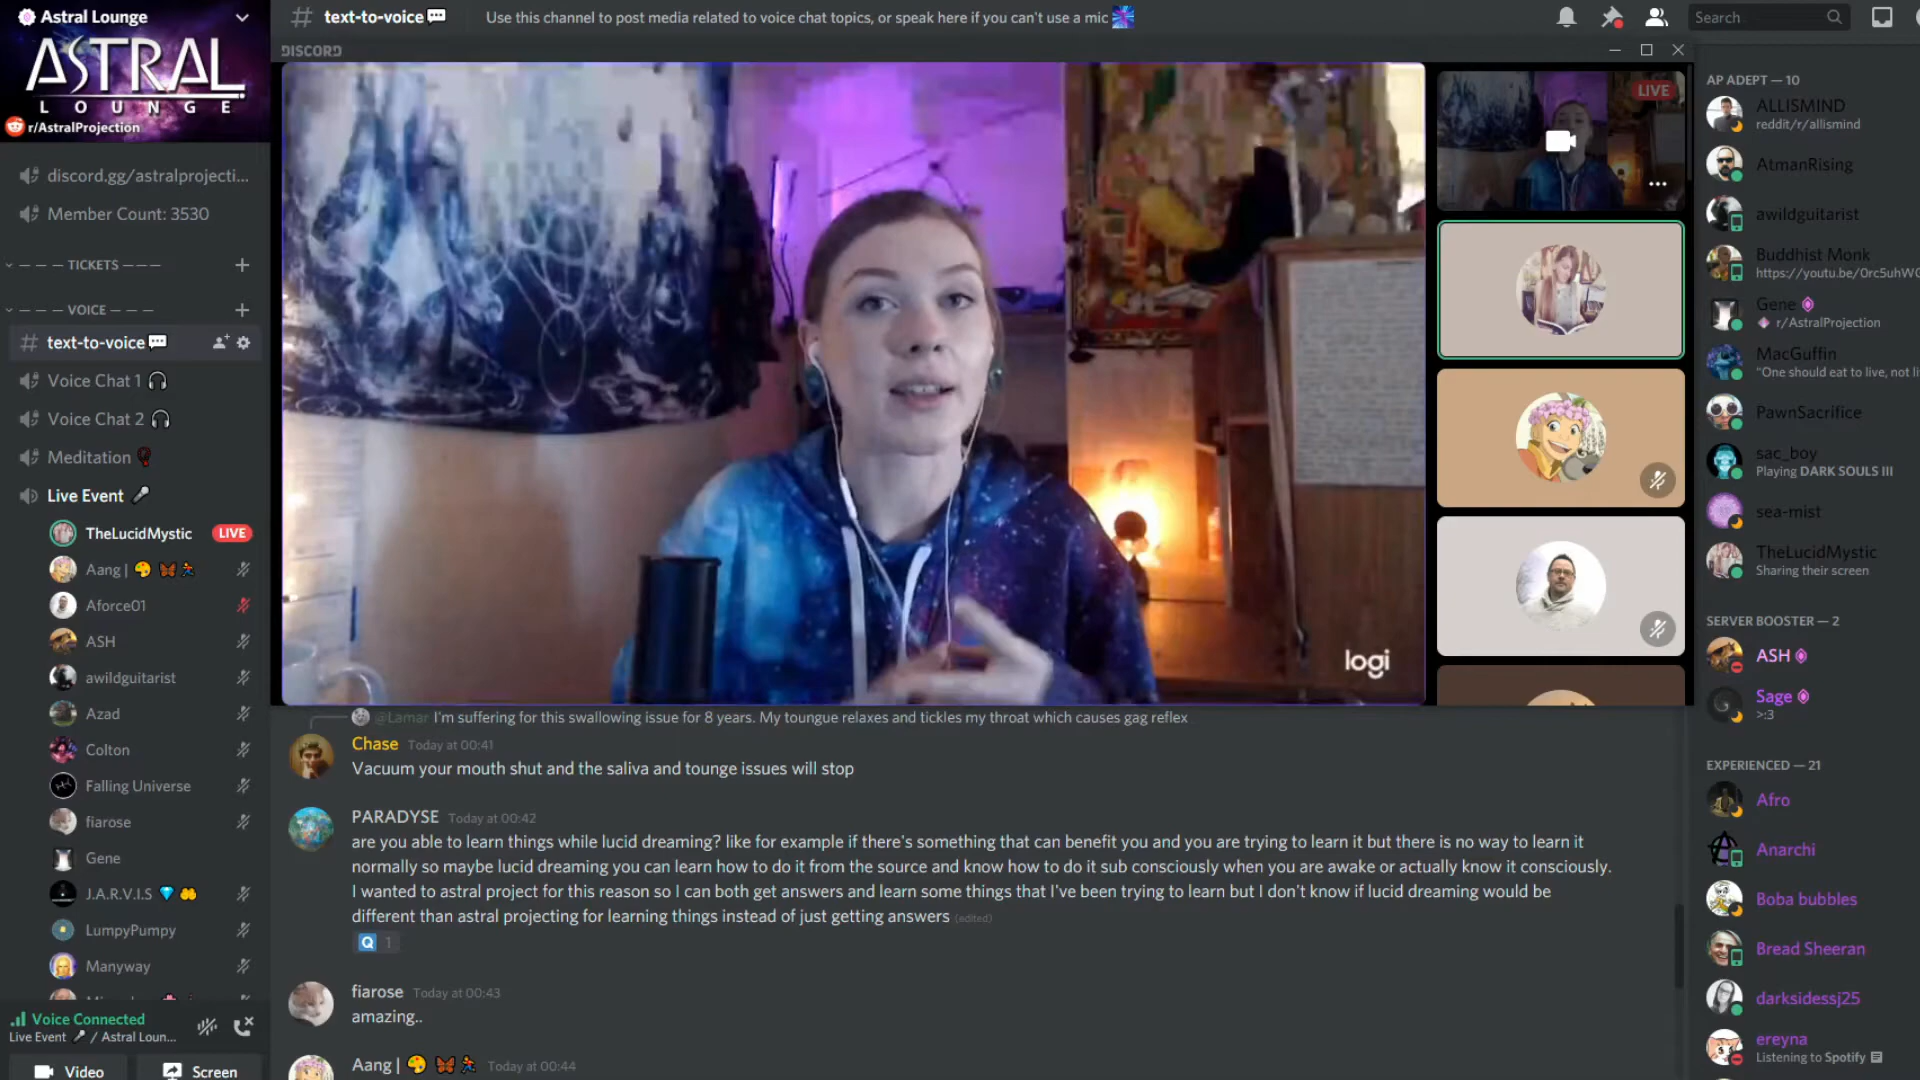 Astral Lounge
ASTRAL
LOUNGE
r/AstralProjection
discord.gg/astralprojecti...
Member Count: 3530
TICKETS
VOICE
text-to-voice
Voice Chat 1
Voice Chat 2
Meditation
Live Event
TheLucidMystic LIVE
Aang |
Aforce01
ASH
awildguitarist
Azad
Colton
Falling Universe
fiarose
Gene
J.A.R.V.I.S
LumpyPumpy
Manyway
Voice Connected
Live Event / Astral Loun...
Video Screen
text-to-voice Use this channel to post media related to voice chat topics, or speak here if you can't use a mic
Search
DISCORD
LIVE
logi
@Lamar I'm suffering for this swallowing issue for 8 years. My toungue relaxes and tickles my throat which causes gag reflex
Chase Today at 00:41
Vacuum your mouth shut and the saliva and tounge issues will stop
PARADYSE Today at 00:42
are you able to learn things while lucid dreaming? like for example if there's something that can benefit you and you are trying to learn it but there is no way to learn it
normally so maybe lucid dreaming you can learn how to do it from the source and know how to do it sub consciously when you are awake or actually know it consciously.
I wanted to astral project for this reason so I can both get answers and learn some things that I've been trying to learn but I don't know if lucid dreaming would be
different than astral projecting for learning things instead of just getting answers (edited)
Q 1
fiarose Today at 00:43
amazing..
Aang | Today at 00:44
AP ADEPT — 10
ALLISMIND
reddit/r/allismind
AtmanRising
awildguitarist
Buddhist Monk
https://youtu.be/0rc5uhW
Gene
r/AstralProjection
MacGuffin
"One should eat to live, not li
PawnSacrifice
sac_boy
Playing DARK SOULS III
sea-mist
TheLucidMystic
Sharing their screen
SERVER BOOSTER — 2
ASH
Sage
>:3
EXPERIENCED — 21
Afro
Anarchi
Boba bubbles
Bread Sheeran
darksidessj25
ereyna
Listening to Spotify